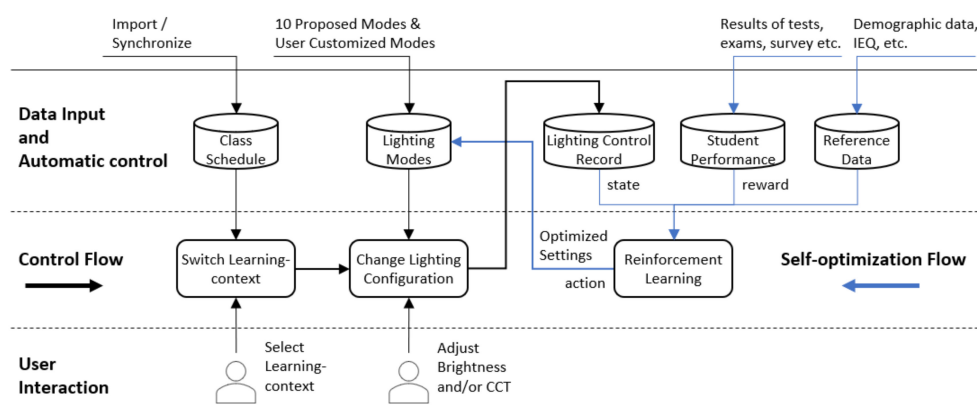 Import /
Synchronize
10 Proposed Modes &
User Customized Modes
Results of tests,
exams, survey etc.
Demographic data,
IEQ, etc.
Data Input
and
Automatic control
Class
Schedule
Lighting
Modes
Lighting Control
Record
Student
Performance
Reference
Data
state
reward
Control Flow
Switch Learning-
context
Change Lighting
Configuration
Optimized
Settings
action
Reinforcement
Learning
Self-optimization Flow
User
Interaction
Select
Learning-
context
Adjust
Brightness
and/or CCT